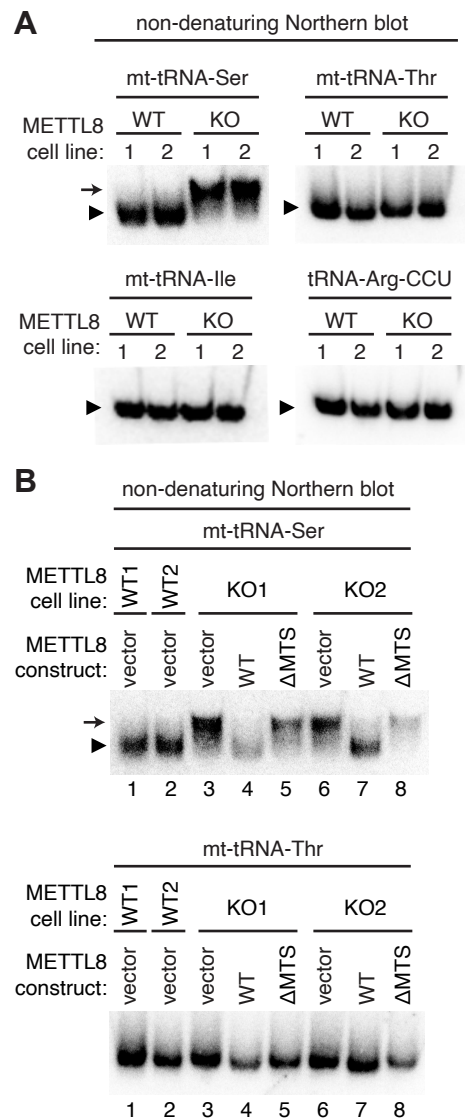 A
non-denaturing Northern blot
mt-tRNA-Ser mt-tRNA-Thr
METTL8 WT KO WT KO
cell line: 1 2 1 2 1 2 1 2
mt-tRNA-Ile tRNA-Arg-CCU
METTL8 WT KO WT KO
cell line: 1 2 1 2 1 2 1 2
B
non-denaturing Northern blot
mt-tRNA-Ser
METTL8
cell line: WT1 WT2 KO1 KO2
METTL8
construct: vector vector vector WT ΔMTS vector WT ΔMTS
1 2 3 4 5 6 7 8
mt-tRNA-Thr
METTL8
cell line: WT1 WT2 KO1 KO2
METTL8
construct: vector vector vector WT ΔMTS vector WT ΔMTS
1 2 3 4 5 6 7 8